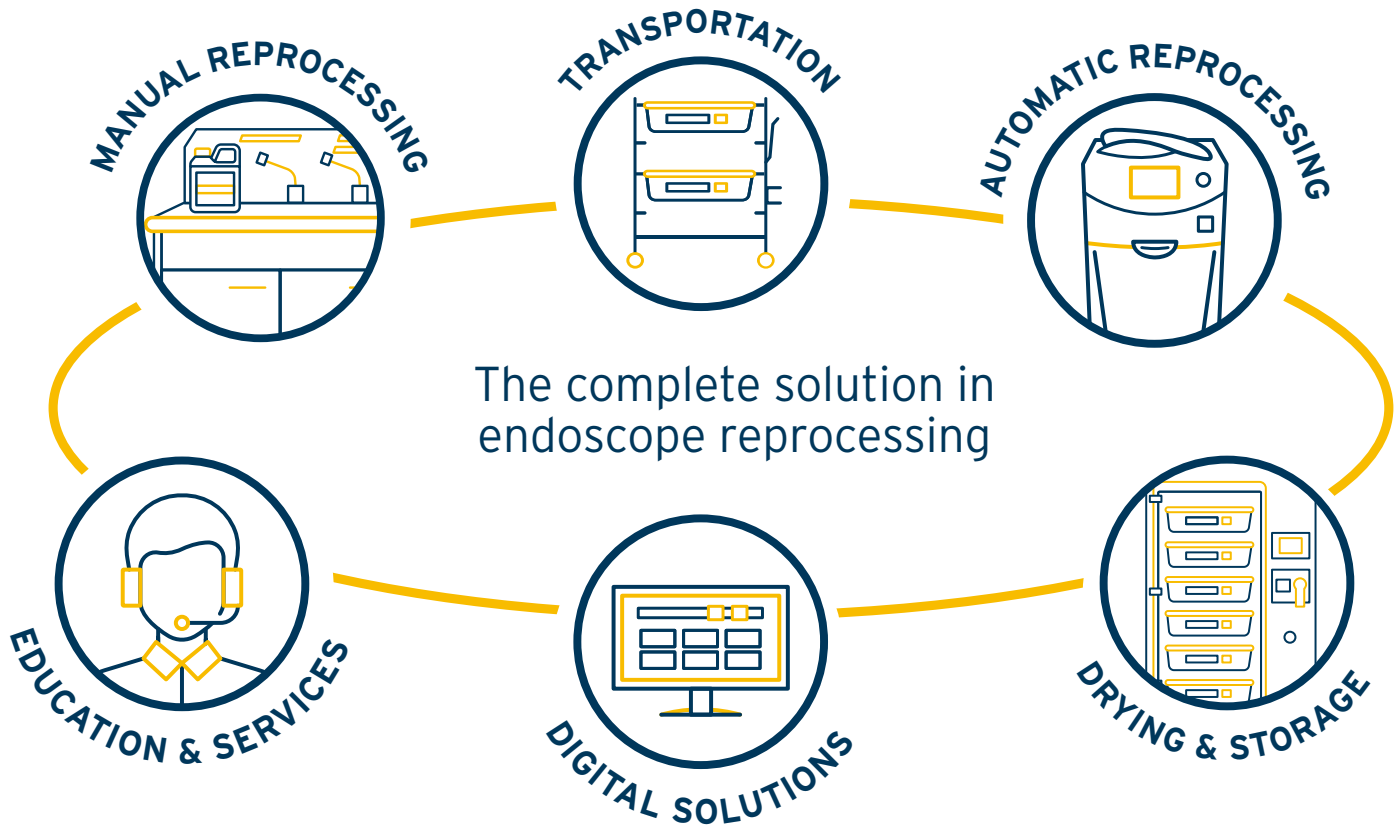 MANUAL REPROCESSING
TRANSPORTATION
AUTOMATIC REPROCESSING
The complete solution in
endoscope reprocessing
EDUCATION & SERVICES
DIGITAL SOLUTIONS
DRYING & STORAGE